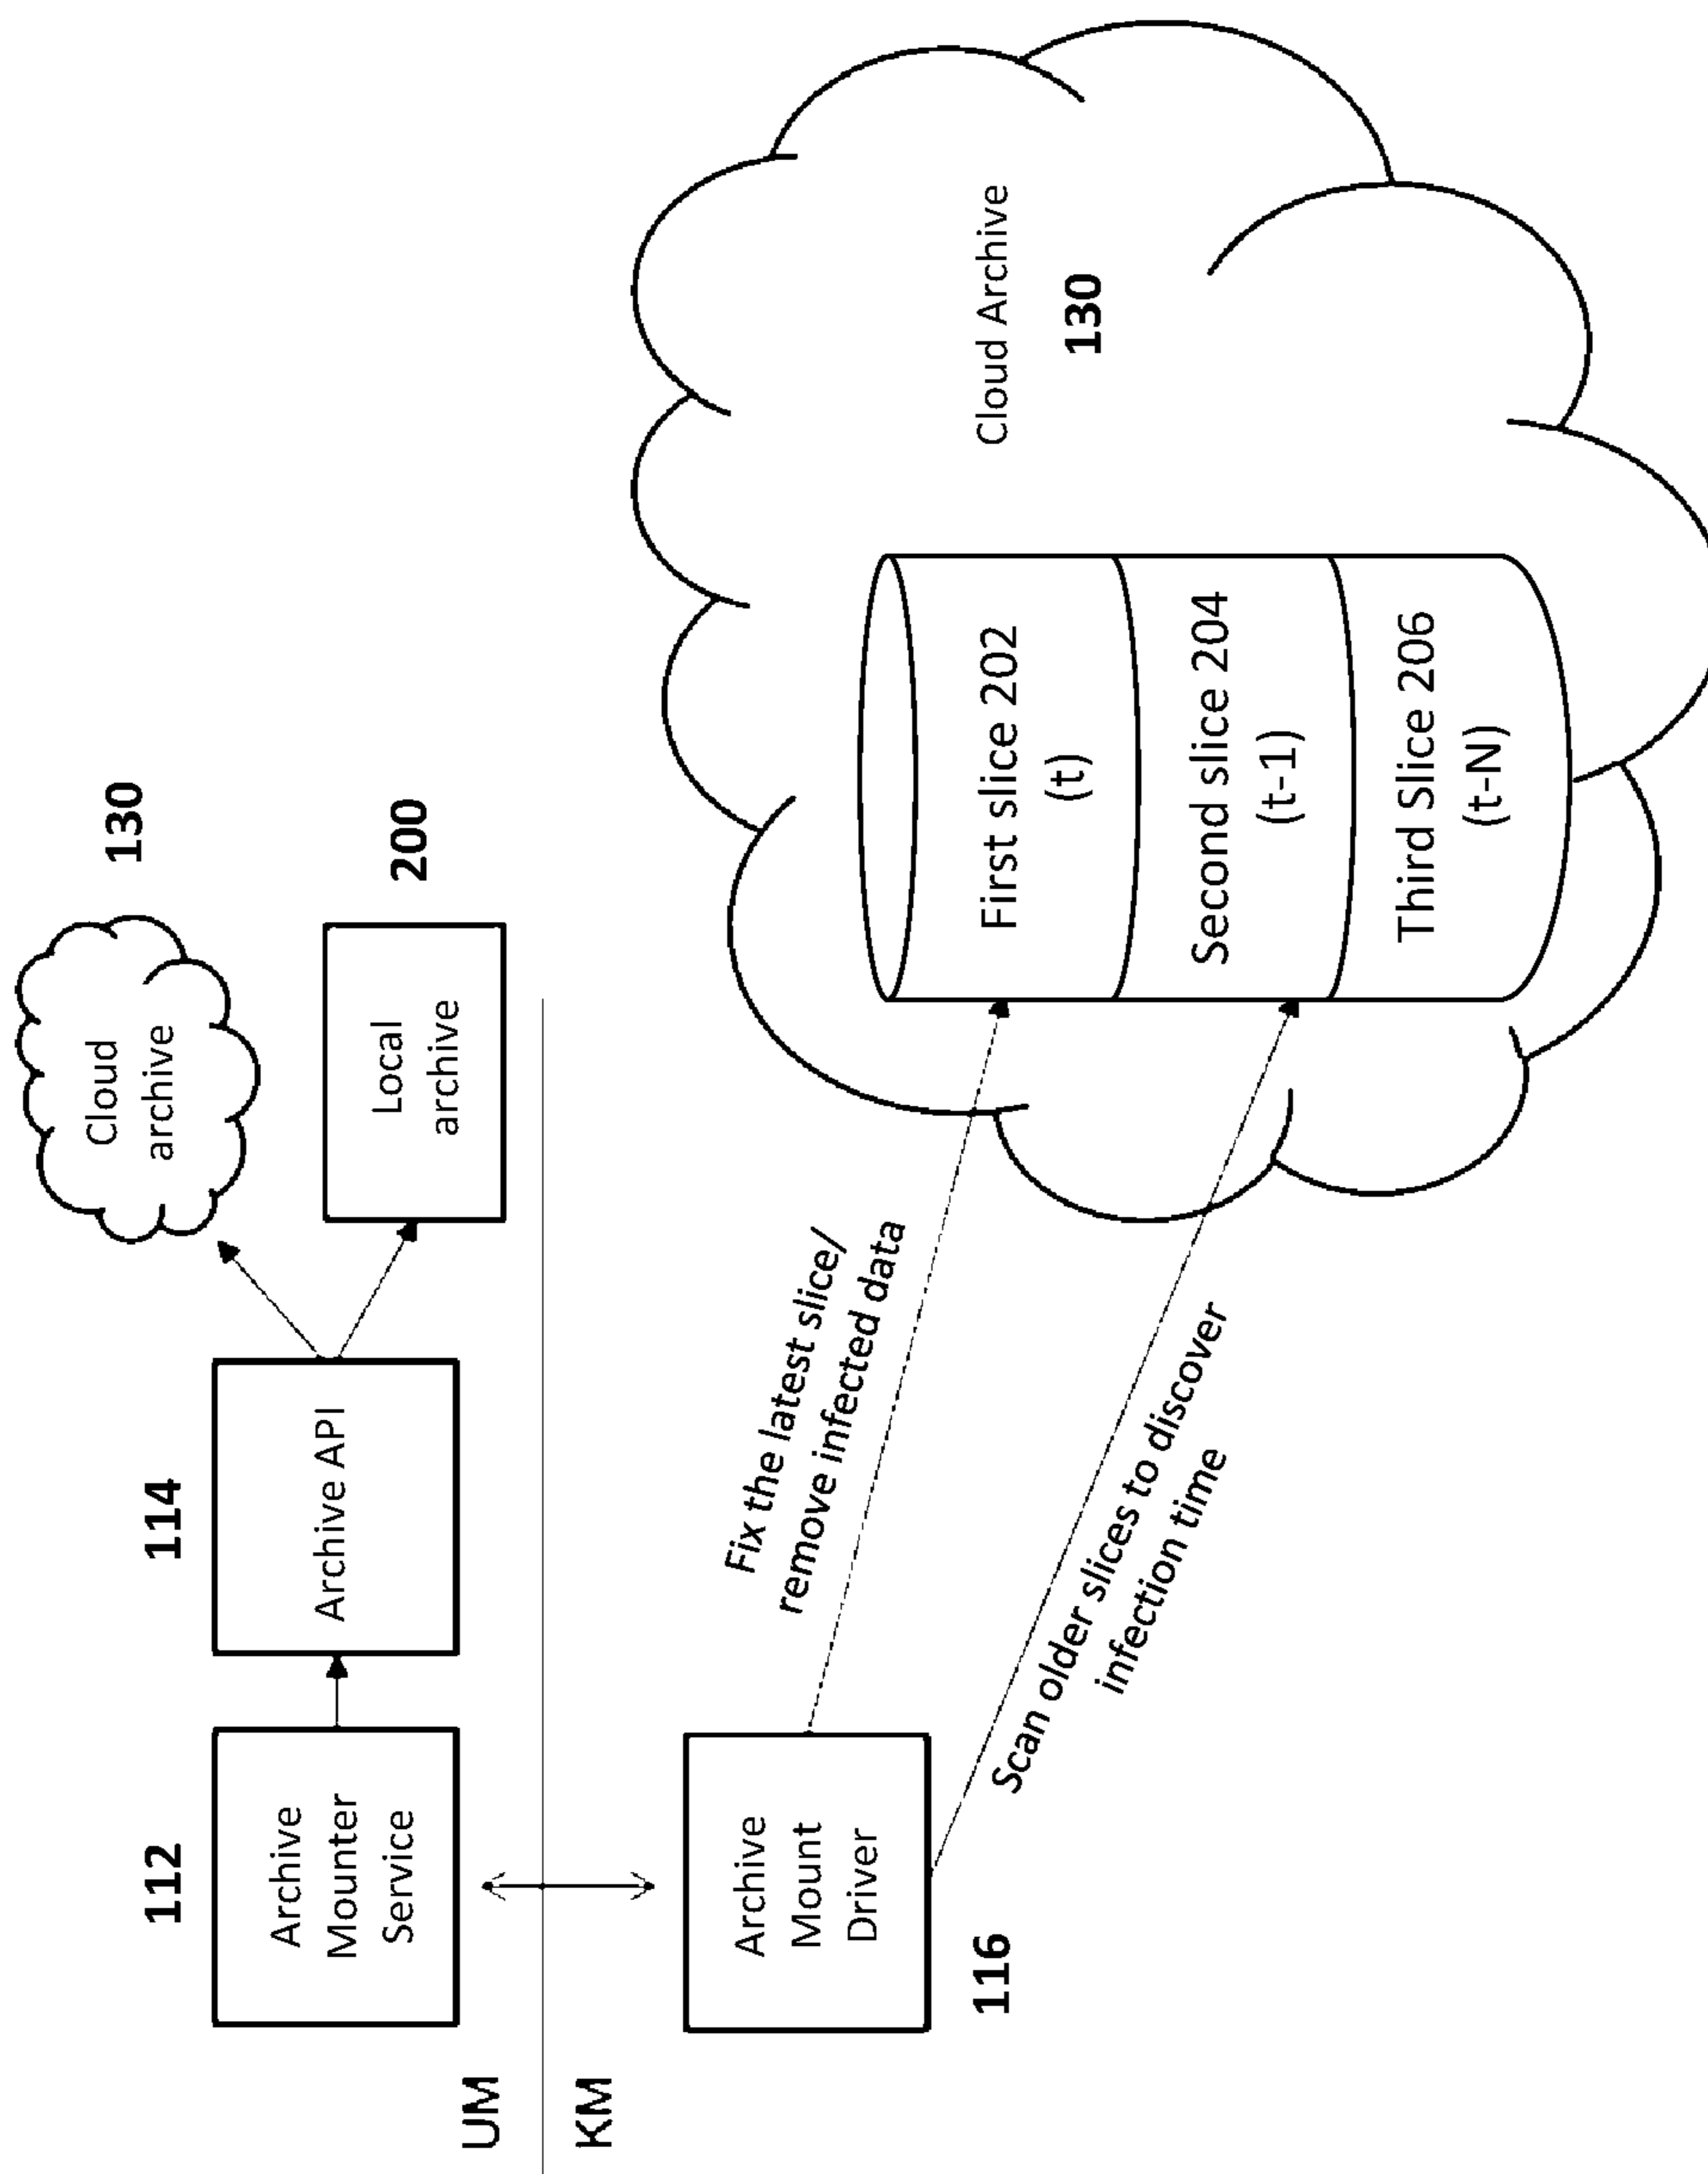 112
Archive
Mounter
Service
114
Archive API
130
Cloud
archive
200
Local
archive
UM
KM
Archive
Mount
Driver
116
Fix the latest slice/
remove infected data
Scan older slices to discover
infection time
First slice 202
(t)
Second slice 204
(t-1)
Third Slice 206
(t-N)
Cloud Archive
130